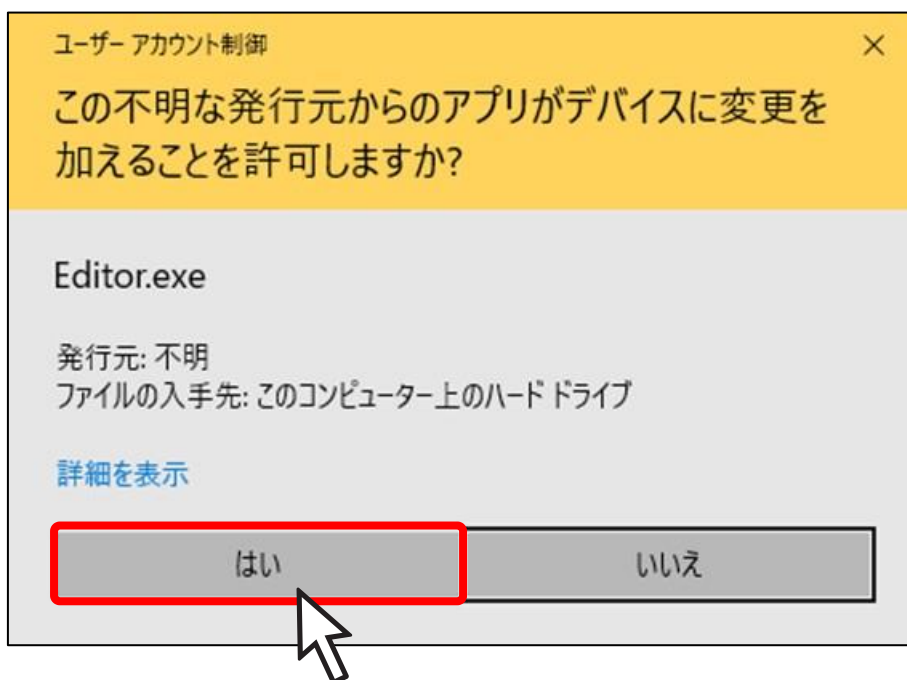 ユーザー アカウント制御
この不明な発行元からのアプリがデバイスに変更を
加えることを許可しますか?
Editor.exe
発行元: 不明
ファイルの入手先: このコンピューター上のハード ドライブ
詳細を表示
はい
いいえ